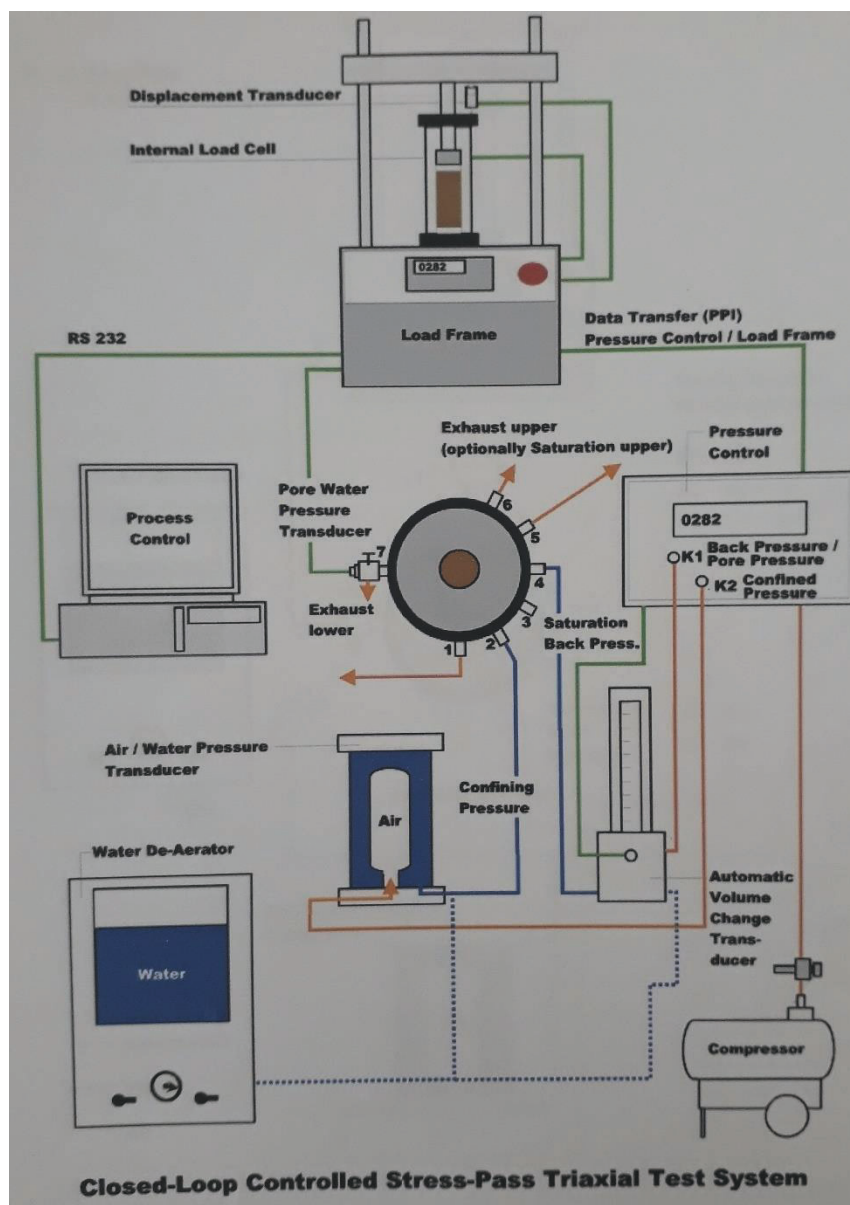 Displacement Transducer
Internal Load Cell
0282
Load Frame
RS 232
Data Transfer (PPI)
Pressure Control / Load Frame
Exhaust upper
(optionally Saturation upper)
Pressure
Control
Process
Control
Pore Water
Pressure
Transducer
7
6
5
4
3
2
1
Exhaust
lower
Saturation
Back Press.
0282
K1 Back Pressure /
Pore Pressure
K2 Confined
Pressure
Air / Water Pressure
Transducer
Air
Confining
Pressure
Water De-Aerator
Water
Automatic
Volume
Change
Trans-
ducer
Compressor
Closed-Loop Controlled Stress-Pass Triaxial Test System